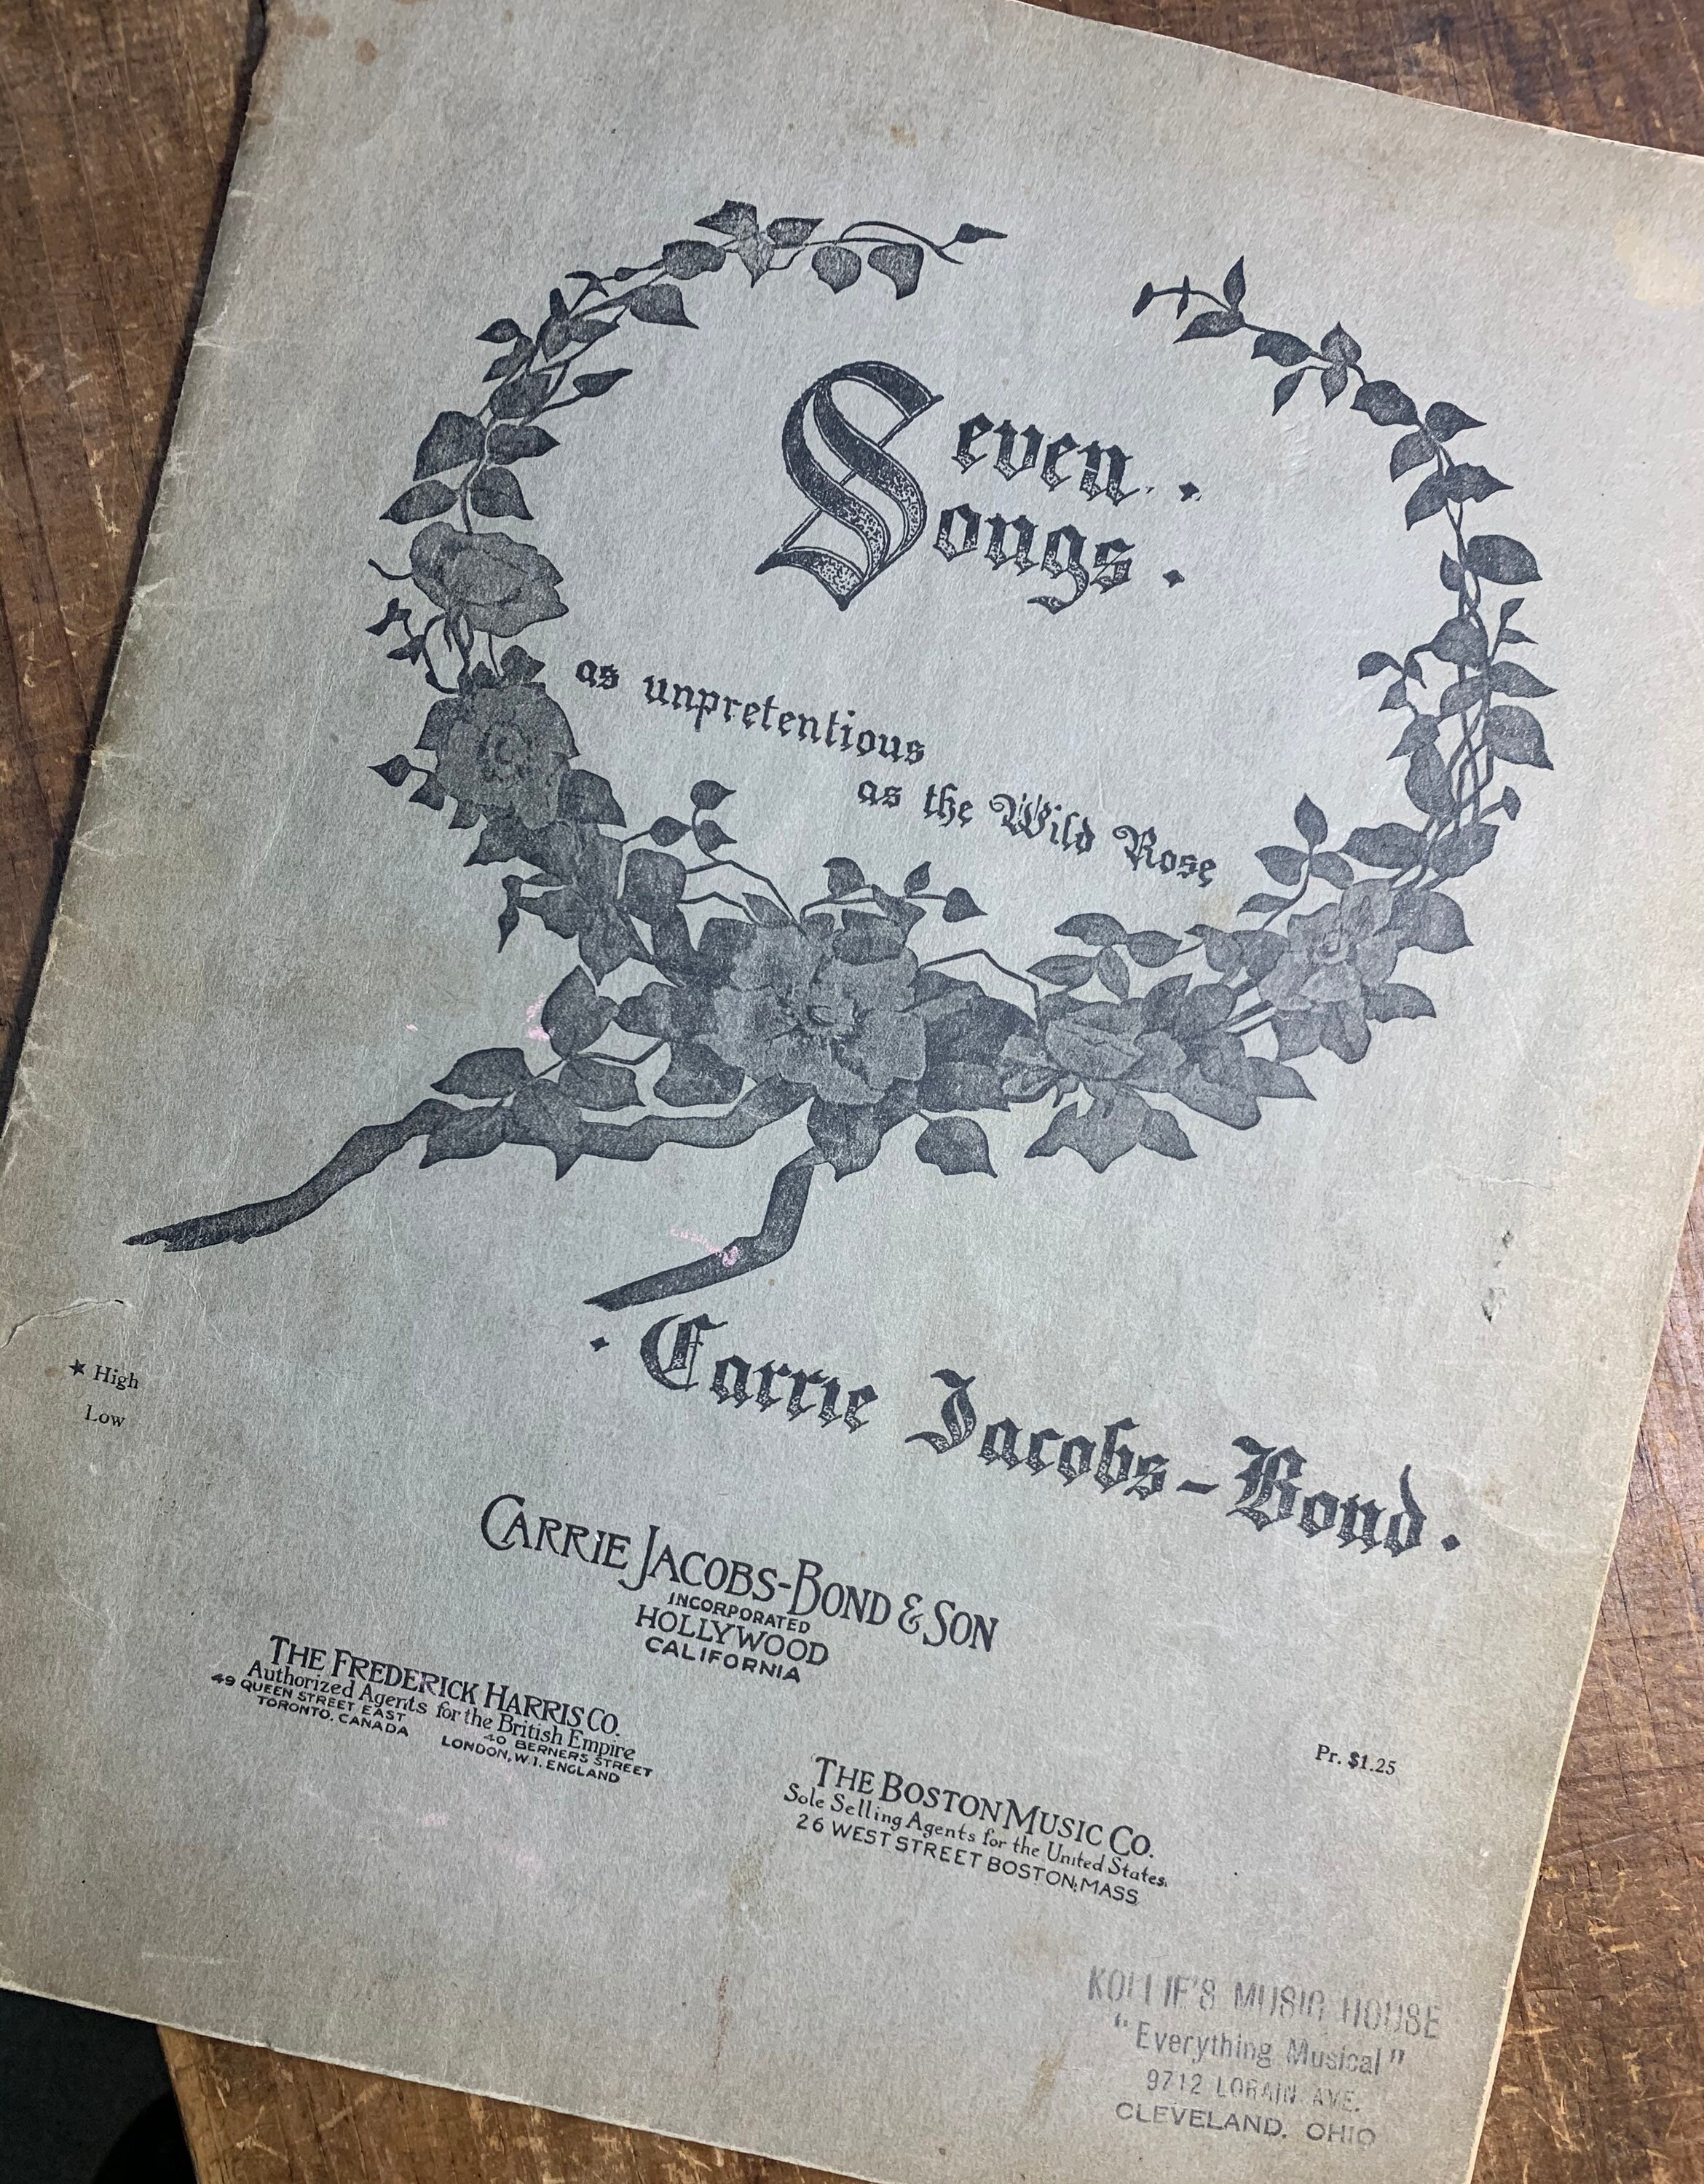 Seven.
Songs.
as unpretentious
as the Wild Rose
★ High
Low
· Carrie Jacobs-Bond.
CARRIE JACOBS-BOND & SON
INCORPORATED
HOLLYWOOD
CALIFORNIA
THE FREDERICK HARRIS CO.
Authorized Agents for the British Empire
49 QUEEN STREET EAST
TORONTO. CANADA
40 BERNERS STREET
LONDON, W.1. ENGLAND
Pr. $1.25
THE BOSTON MUSIC CO.
Sole Selling Agents for the United States.
26 WEST STREET BOSTON, MASS
KOLLIE'S MUSIC HOUSE
"Everything Musical"
9712 LORAIN AVE.
CLEVELAND, OHIO